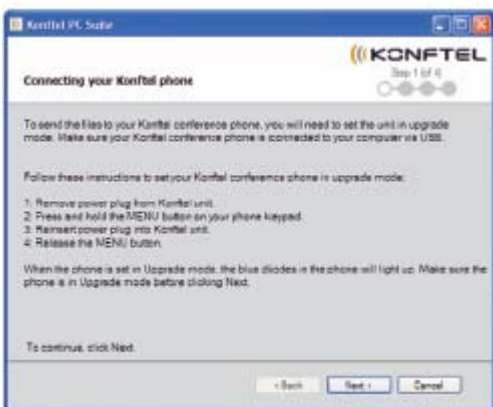 Konftel PC Suite
KONFTEL
Step 1 of 4
Connecting your Konftel phone
To send the files to your Konftel conference phone, you will need to set the unit in upgrade
mode. Make sure your Konftel conference phone is connected to your computer via USB.
Follow these instructions to set your Konftel conference phone in upgrade mode:
1: Remove power plug from Konftel unit.
2: Press and hold the MENU button on your phone keypad.
3: Reinsert power plug into Konftel unit.
4: Release the MENU button.
When the phone is set in Upgrade mode, the blue diodes in the phone will light up. Make sure the
phone is in Upgrade mode before clicking Next.
To continue, click Next.
< Back Next > Cancel